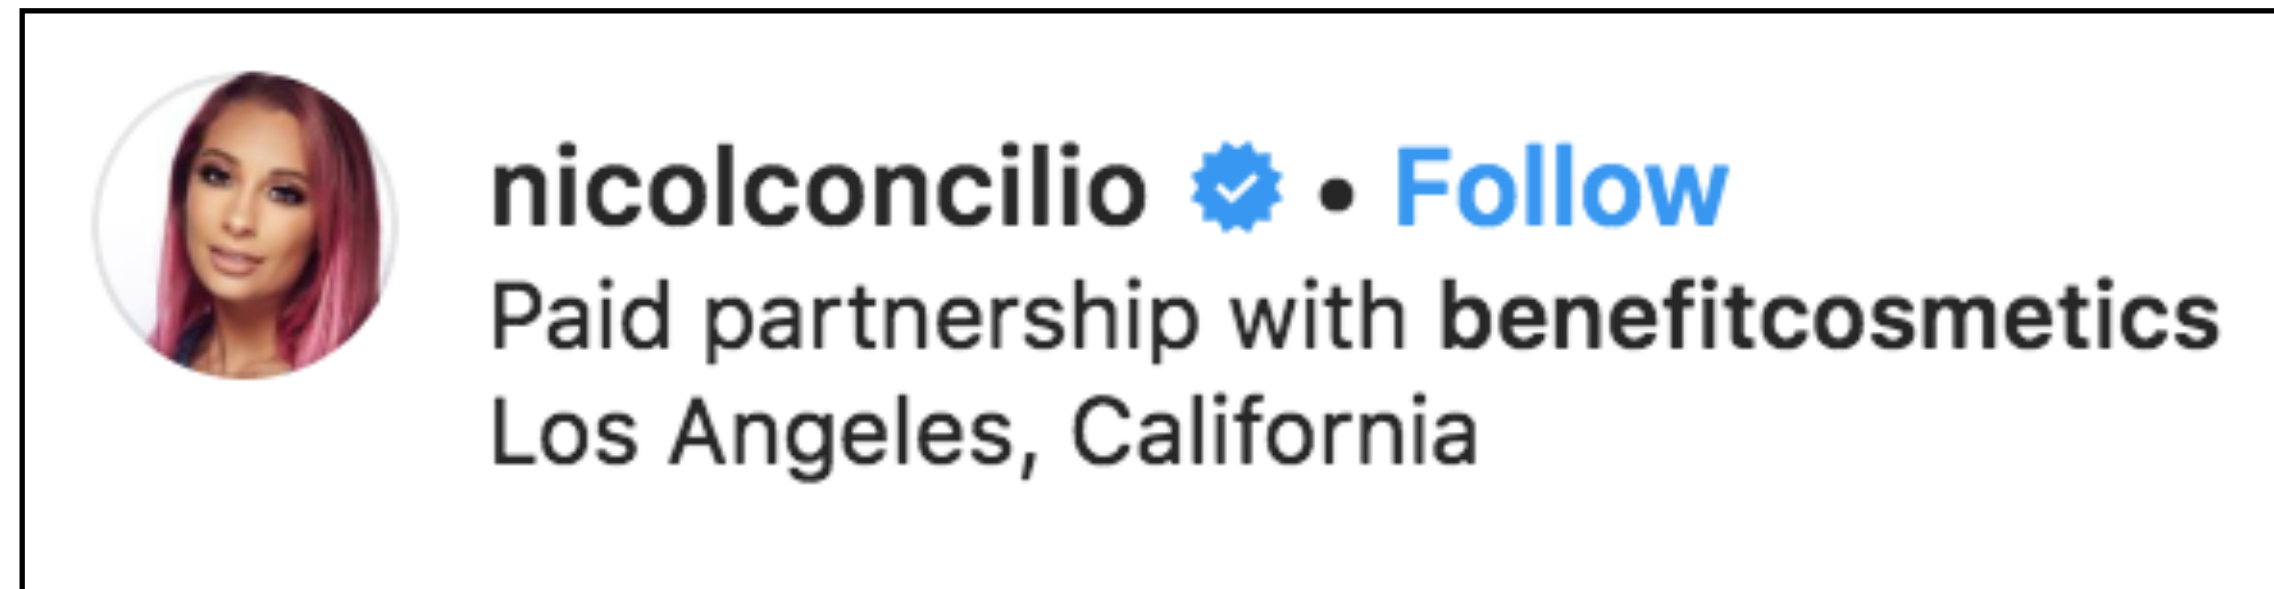 nicolconcilio • Follow
Paid partnership with benefitcosmetics
Los Angeles, California